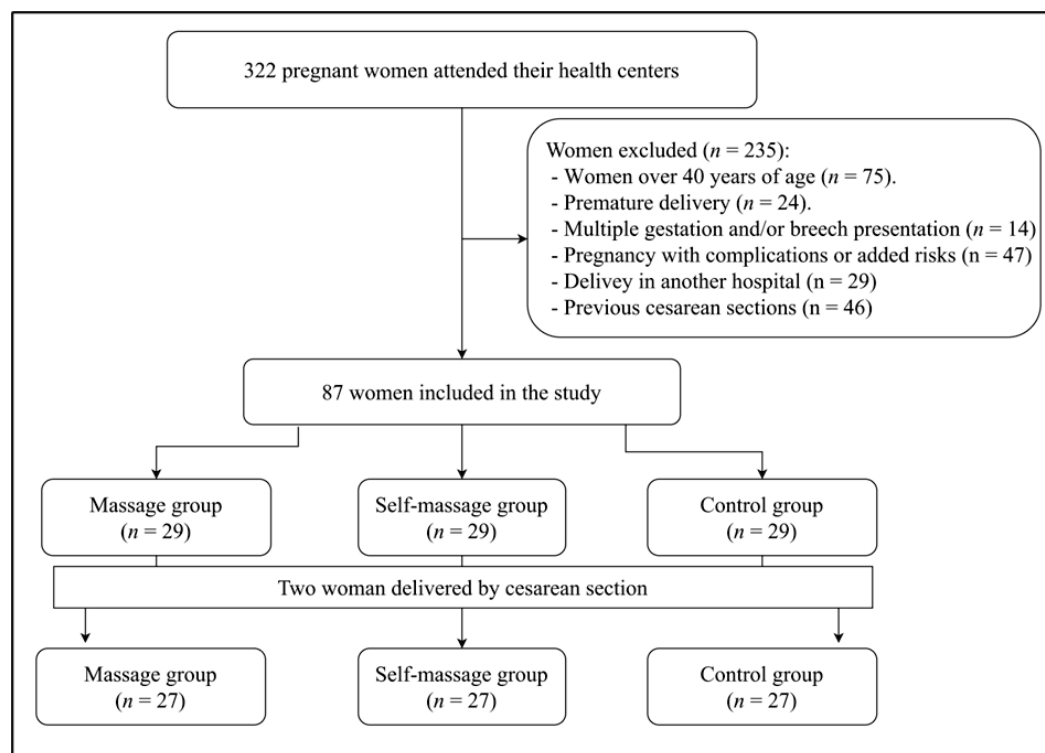 322 pregnant women attended their health centers
Women excluded (n = 235):
- Women over 40 years of age (n = 75).
- Premature delivery (n = 24).
- Multiple gestation and/or breech presentation (n = 14)
- Pregnancy with complications or added risks (n = 47)
- Delivey in another hospital (n = 29)
- Previous cesarean sections (n = 46)
87 women included in the study
Massage group
(n = 29)
Self-massage group
(n = 29)
Control group
(n = 29)
Two woman delivered by cesarean section
Massage group
(n = 27)
Self-massage group
(n = 27)
Control group
(n = 27)